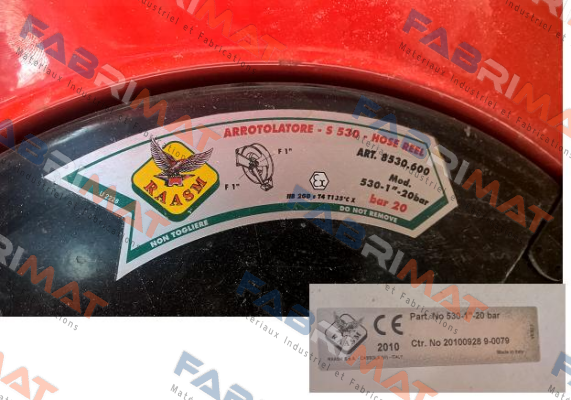 ARROTOLATORE - S 530 - HOSE REEL
ART. 8530.600
Mod.
530-1"-20bar
bar 20
F 1"
F 1"
RAASM
U 2228
NON TOGLIERE
DO NOT REMOVE
CE
2010
Part. No 530-1"-20 bar
Ctr. No 20100928 9-0079
Made in Italy
FABRIMAT
Matériaux Industriel et Fabrications